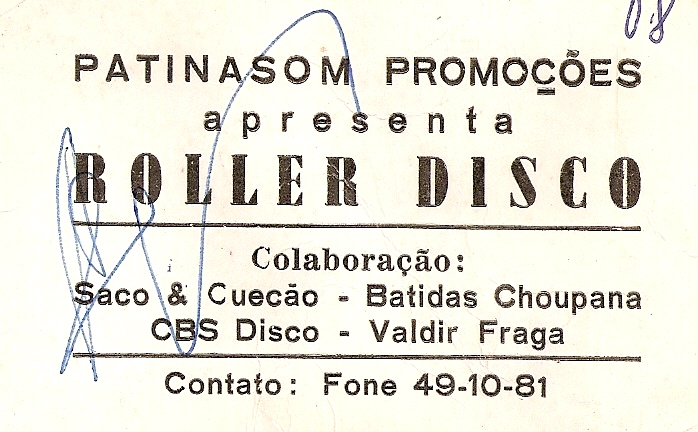 08
PATINASOM PROMOÇÕES
apresenta
ROLLER DISCO
Colaboração:
Saco & Cuecão - Batidas Choupana
CBS Disco - Valdir Fraga
Contato: Fone 49-10-81